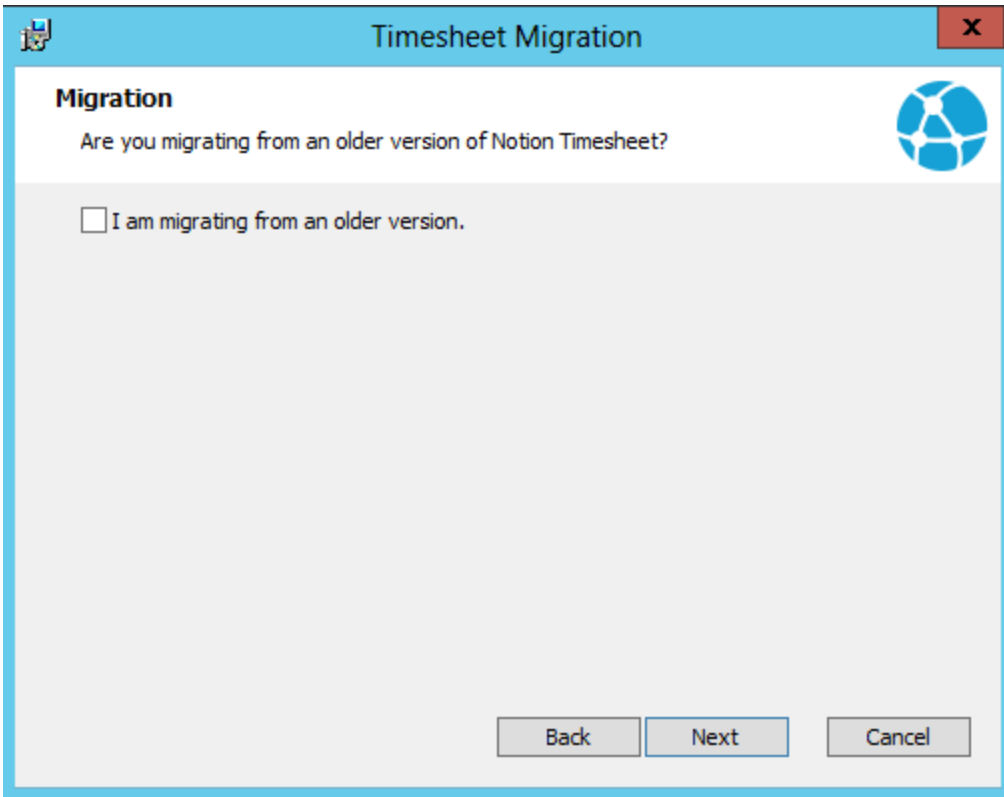 Timesheet Migration
x
Migration
Are you migrating from an older version of Notion Timesheet?
I am migrating from an older version.
Back Next Cancel